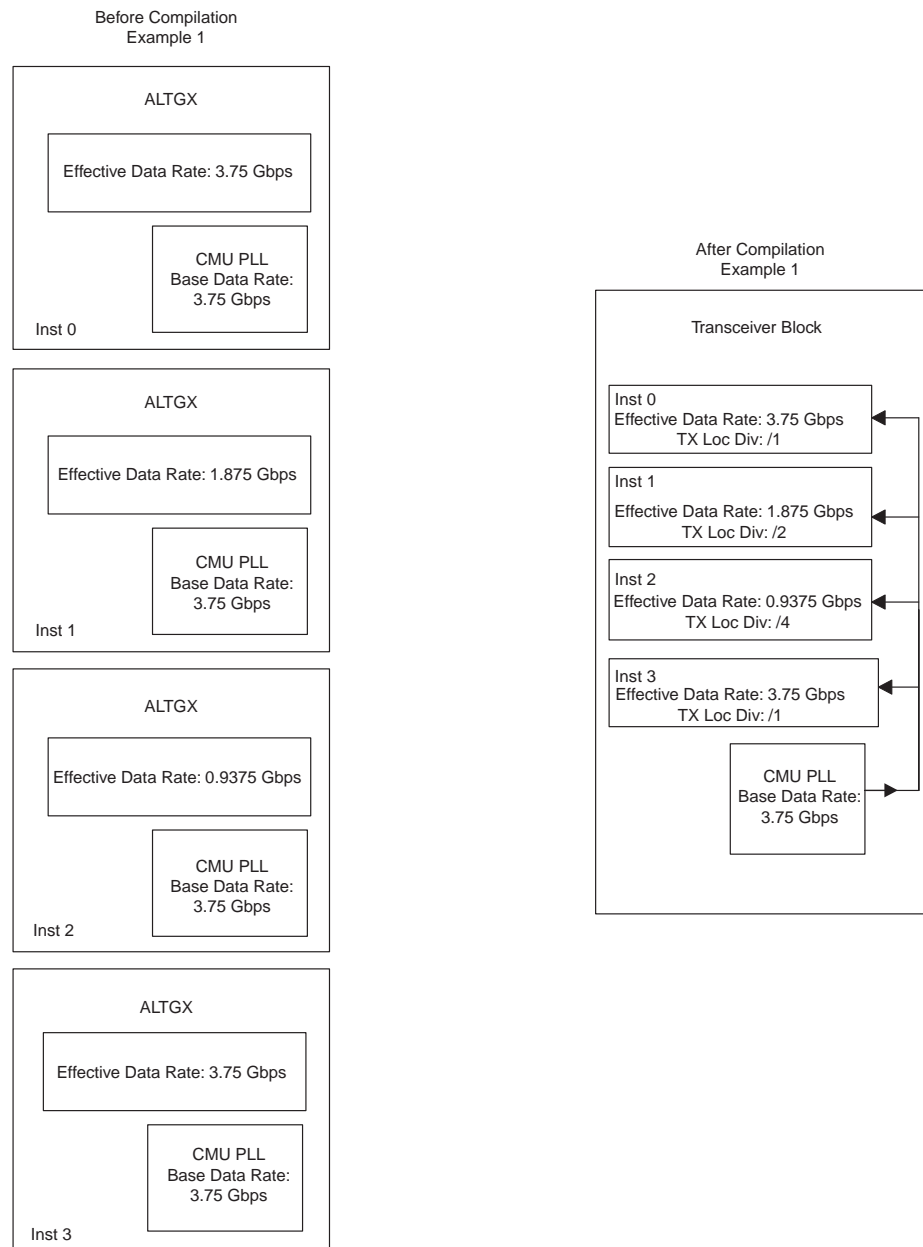 Before Compilation
Example 1
ALTGX
Effective Data Rate: 3.75 Gbps
CMU PLL
Base Data Rate:
3.75 Gbps
Inst 0
ALTGX
Effective Data Rate: 1.875 Gbps
CMU PLL
Base Data Rate:
3.75 Gbps
Inst 1
ALTGX
Effective Data Rate: 0.9375 Gbps
CMU PLL
Base Data Rate:
3.75 Gbps
Inst 2
ALTGX
Effective Data Rate: 3.75 Gbps
CMU PLL
Base Data Rate:
3.75 Gbps
Inst 3
After Compilation
Example 1
Transceiver Block
Inst 0
Effective Data Rate: 3.75 Gbps
TX Loc Div: /1
Inst 1
Effective Data Rate: 1.875 Gbps
TX Loc Div: /2
Inst 2
Effective Data Rate: 0.9375 Gbps
TX Loc Div: /4
Inst 3
Effective Data Rate: 3.75 Gbps
TX Loc Div: /1
CMU PLL
Base Data Rate:
3.75 Gbps